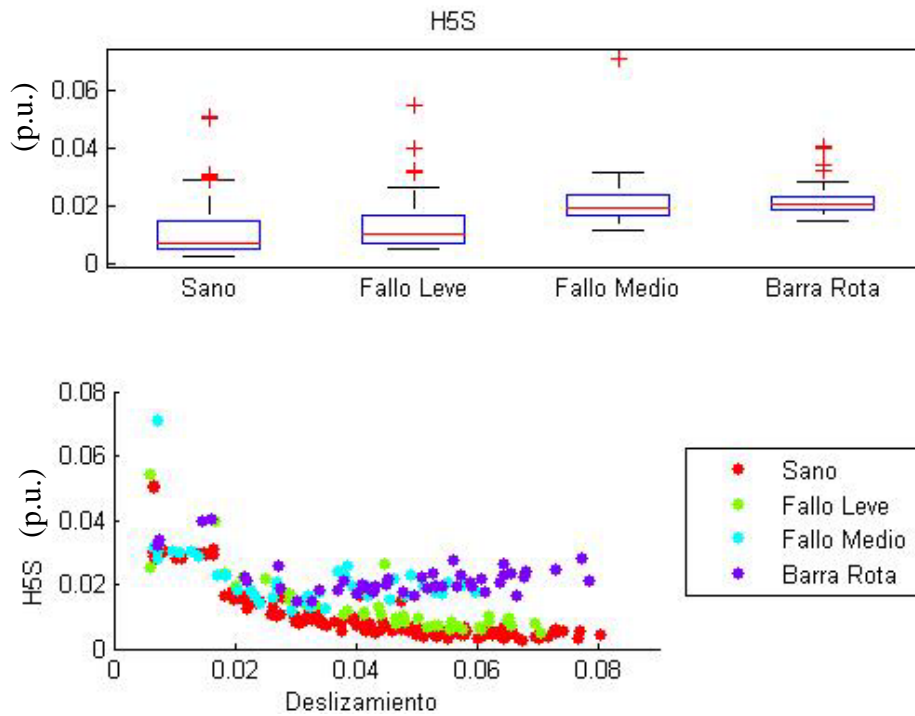 H5S
(p.u.)
0.06
0.04
0.02
0
Sano Fallo Leve Fallo Medio Barra Rota
H5S (p.u.)
0.08
0.06
0.04
0.02
0
0 0.02 0.04 0.06 0.08
Deslizamiento
Sano
Fallo Leve
Fallo Medio
Barra Rota